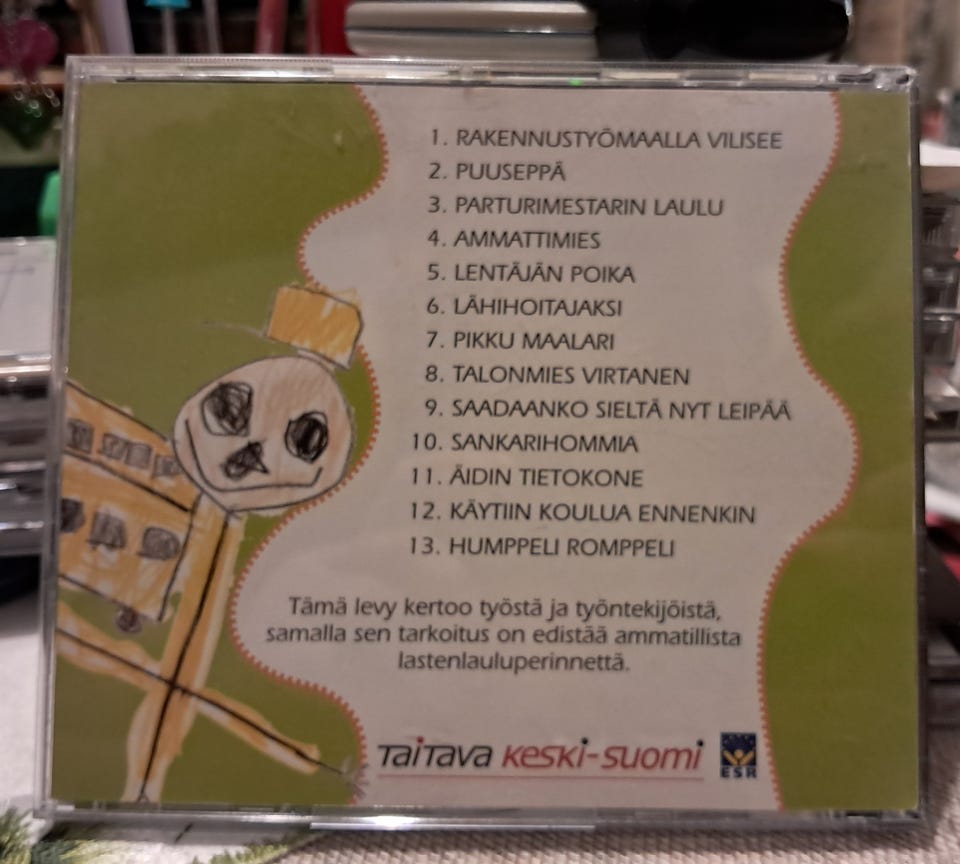 1. RAKENNUSTYÖMAALLA VILISEE
2. PUUSEPPÄ
3. PARTURIMESTARIN LAULU
4. AMMATTIMIES
5. LENTÄJÄN POIKA
6. LÄHIHOITAJAKSI
7. PIKKU MAALARI
8. TALONMIES VIRTANEN
9. SAADAANKO SIELTÄ NYT LEIPÄÄ
10. SANKARIHOMMIA
11. ÄIDIN TIETOKONE
12. KÄYTIIN KOULUA ENNENKIN
13. HUMPPELI ROMPPELI
Tämä levy kertoo työstä ja työntekijöistä,
samalla sen tarkoitus on edistää ammatillista
lastenlauluperinnettä.
TAITAVA KESKI-SUOMI
ESR